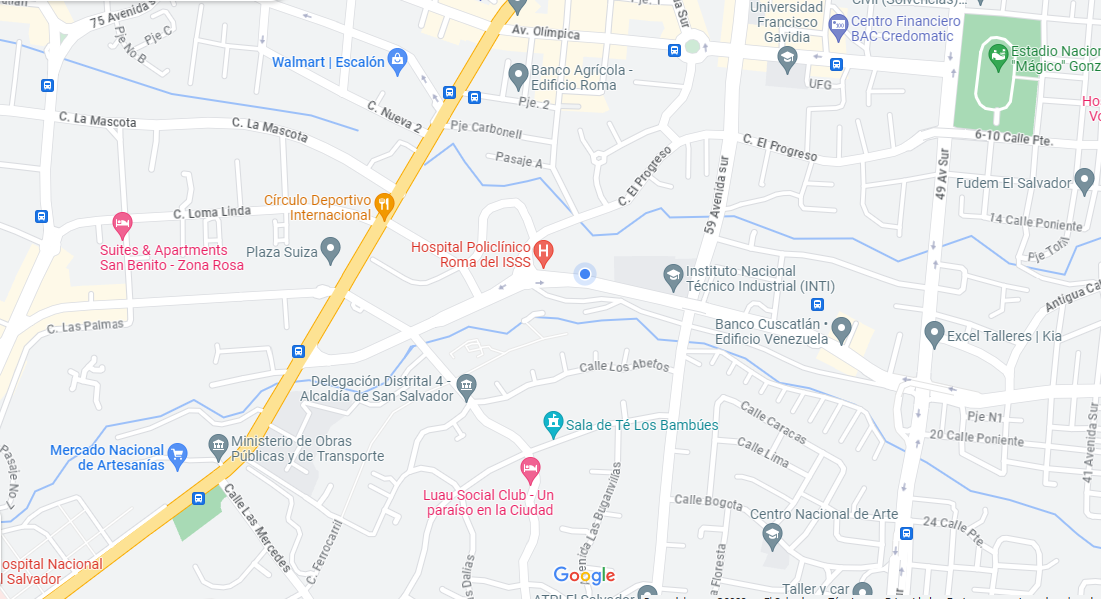 75 Avenida S
Pje C
Pje No B
Av. Olímpica
Sur
Universidad
Francisco
Gavidia
Centro Financiero
BAC Credomatic
Estadio Nacion
"Mágico" Gonz
Walmart | Escalón
Banco Agrícola -
Edificio Roma
UFG
Pje. 2
C. Nueva 2
C. La Mascota
C. La Mascota
Pje Carbonell
Pasaje A
C. El Progreso
6-10 Calle Pte.
C. El Progreso
49 Av Sur
59 Avenida sur
Fudem El Salvador
Círculo Deportivo
Internacional
C. Loma Linda
14 Calle Poniente
Suites & Apartments
San Benito - Zona Rosa
Plaza Suiza
Hospital Policlínico
Roma del ISSS
Instituto Nacional
Técnico Industrial (INTI)
Antigua Cal
C. Las Palmas
Banco Cuscatlán •
Edificio Venezuela
Excel Talleres | Kia
Calle Los Abetos
Delegación Distrital 4 -
Alcaldía de San Salvador
Sala de Té Los Bambúes
Calle Caracas
Pje N1
20 Calle Poniente
41 Avenida Sur
Calle Lima
Mercado Nacional
de Artesanías
Ministerio de Obras
Públicas y de Transporte
Luau Social Club - Un
paraíso en la Ciudad
Calle Bogota
Centro Nacional de Arte
24 Calle Pte.
Calle Las Mercedes
C. Ferrocarril
enida Las Buganvilias
s Dalias
a Floresta
ospital Nacional
l Salvador
Google
Taller y car